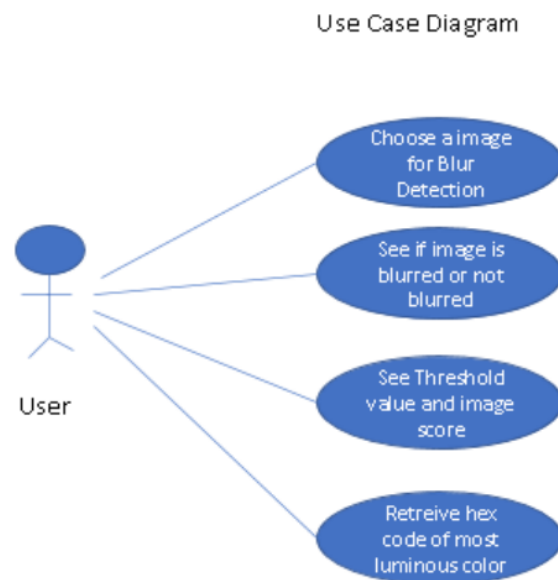 Use Case Diagram
Choose a image
for Blur
Detection
See if image is
blurred or not
blurred
User
See Threshold
value and image
score
Retreive hex
code of most
luminous color